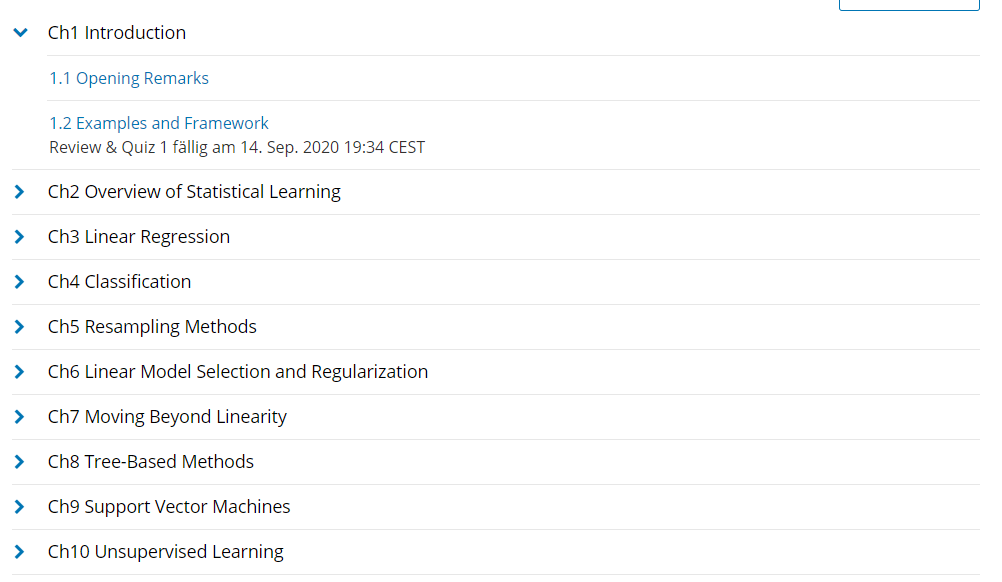 Ch1 Introduction
1.1 Opening Remarks
1.2 Examples and Framework
Review & Quiz 1 fällig am 14. Sep. 2020 19:34 CEST
Ch2 Overview of Statistical Learning
Ch3 Linear Regression
Ch4 Classification
Ch5 Resampling Methods
Ch6 Linear Model Selection and Regularization
Ch7 Moving Beyond Linearity
Ch8 Tree-Based Methods
Ch9 Support Vector Machines
Ch10 Unsupervised Learning